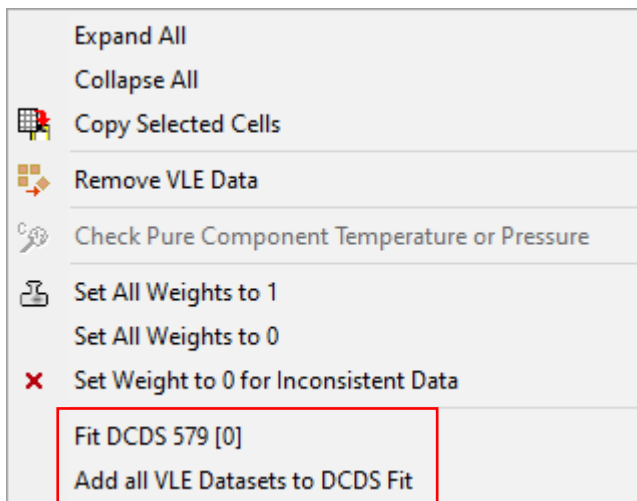 Expand All
Collapse All
Copy Selected Cells
Remove VLE Data
Check Pure Component Temperature or Pressure
Set All Weights to 1
Set All Weights to 0
Set Weight to 0 for Inconsistent Data
Fit DCDS 579 [0]
Add all VLE Datasets to DCDS Fit